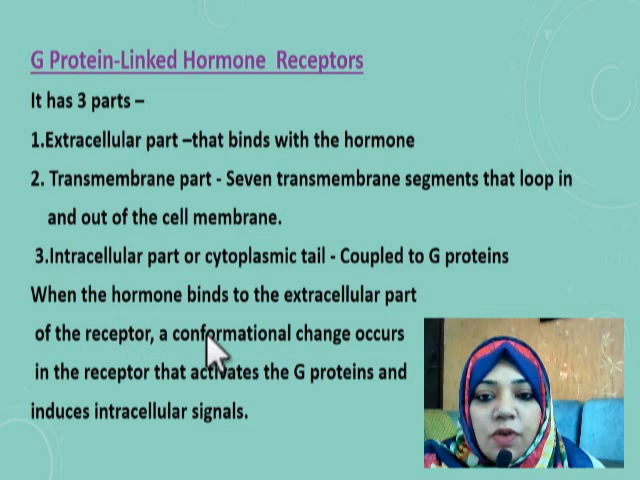 G Protein-Linked Hormone Receptors
It has 3 parts –
1.Extracellular part –that binds with the hormone
2. Transmembrane part - Seven transmembrane segments that loop in
and out of the cell membrane.
3.Intracellular part or cytoplasmic tail - Coupled to G proteins
When the hormone binds to the extracellular part
of the receptor, a conformational change occurs
in the receptor that activates the G proteins and
induces intracellular signals.